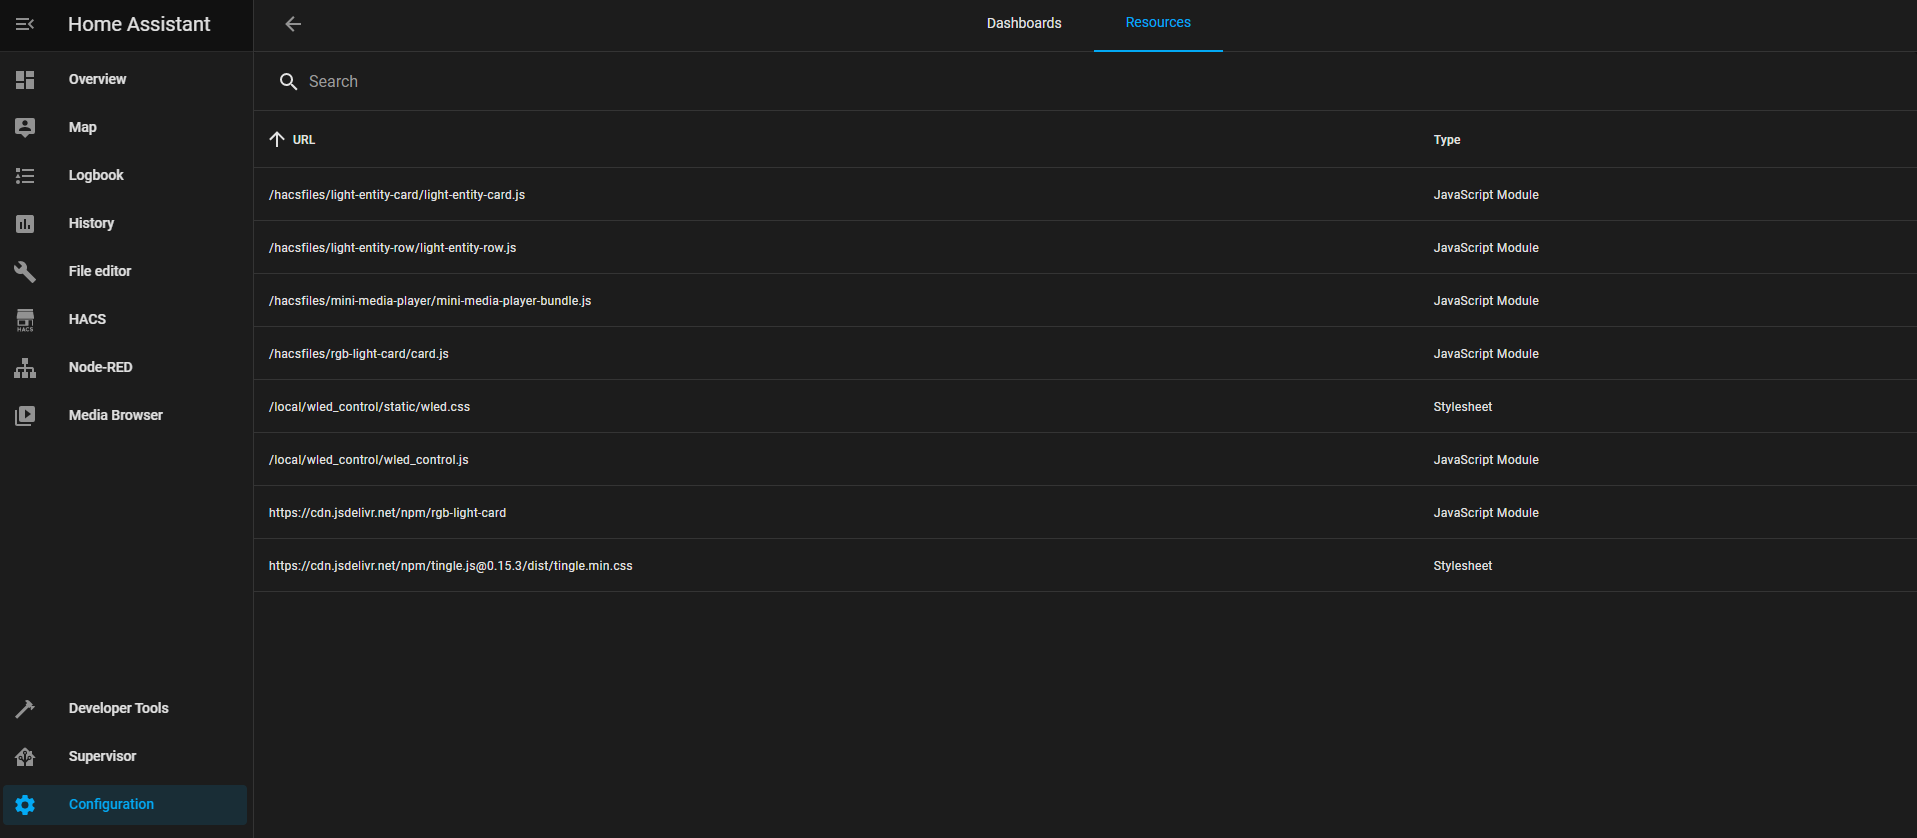 Home Assistant
Overview
Map
Logbook
History
File editor
HACS
HACS
Node-RED
Media Browser
Developer Tools
Supervisor
Configuration
Dashboards
Resources
Search
URL Type
/hacsfiles/light-entity-card/light-entity-card.js JavaScript Module
/hacsfiles/light-entity-row/light-entity-row.js JavaScript Module
/hacsfiles/mini-media-player/mini-media-player-bundle.js JavaScript Module
/hacsfiles/rgb-light-card/card.js JavaScript Module
/local/wled_control/static/wled.css Stylesheet
/local/wled_control/wled_control.js JavaScript Module
https://cdn.jsdelivr.net/npm/rgb-light-card JavaScript Module
https://cdn.jsdelivr.net/npm/tingle.js@0.15.3/dist/tingle.min.css Stylesheet